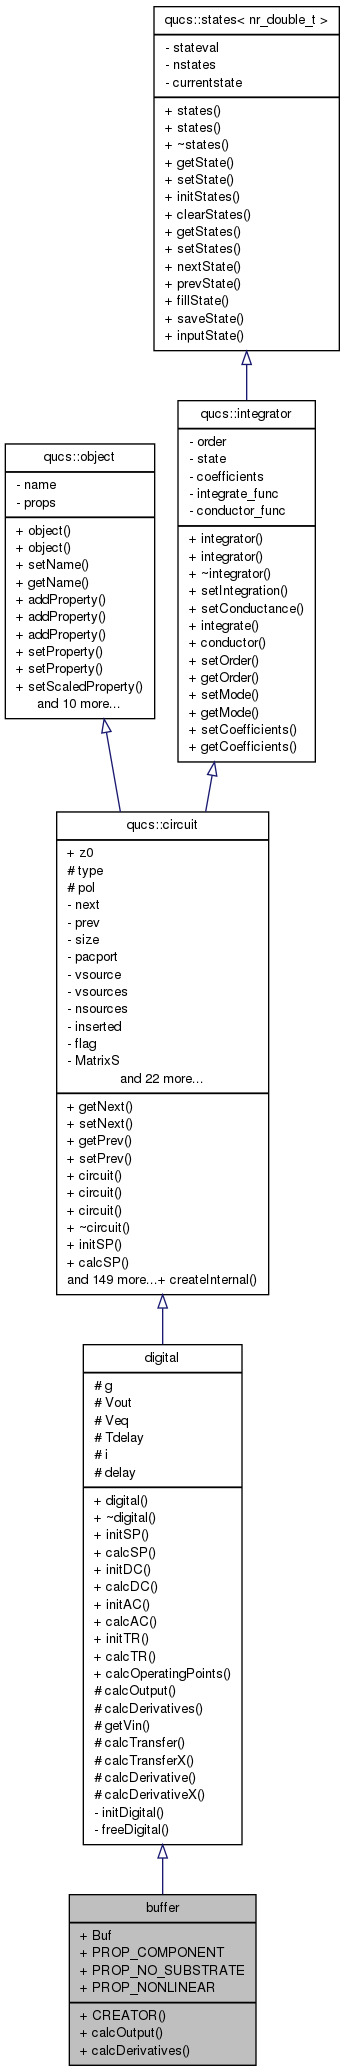 qucs::states< nr_double_t >
- stateval
- nstates
- currentstate
+ states()
+ states()
+ ~states()
+ getState()
+ setState()
+ initStates()
+ clearStates()
+ getStates()
+ setStates()
+ nextState()
+ prevState()
+ fillState()
+ saveState()
+ inputState()
qucs::integrator
- order
- state
- coefficients
- integrate_func
- conductor_func
+ integrator()
+ integrator()
+ ~integrator()
+ setIntegration()
+ setConductance()
+ integrate()
+ conductor()
+ setOrder()
+ getOrder()
+ setMode()
+ getMode()
+ setCoefficients()
+ getCoefficients()
qucs::object
- name
- props
+ object()
+ object()
+ setName()
+ getName()
+ addProperty()
+ addProperty()
+ addProperty()
+ setProperty()
+ setProperty()
+ setScaledProperty()
and 10 more...
qucs::circuit
+ z0
# type
# pol
- next
- prev
- size
- pacport
- vsource
- vsources
- nsources
- inserted
- flag
- MatrixS
and 22 more...
+ getNext()
+ setNext()
+ getPrev()
+ setPrev()
+ circuit()
+ circuit()
+ circuit()
+ ~circuit()
+ initSP()
+ calcSP()
and 149 more...+ createInternal()
digital
# g
# Vout
# Veq
# Tdelay
# i
# delay
+ digital()
+ ~digital()
+ initSP()
+ calcSP()
+ initDC()
+ calcDC()
+ initAC()
+ calcAC()
+ initTR()
+ calcTR()
+ calcOperatingPoints()
# calcOutput()
# calcDerivatives()
# getVin()
# calcTransfer()
# calcTransferX()
# calcDerivative()
# calcDerivativeX()
- initDigital()
- freeDigital()
buffer
+ Buf
+ PROP_COMPONENT
+ PROP_NO_SUBSTRATE
+ PROP_NONLINEAR
+ CREATOR()
+ calcOutput()
+ calcDerivatives()